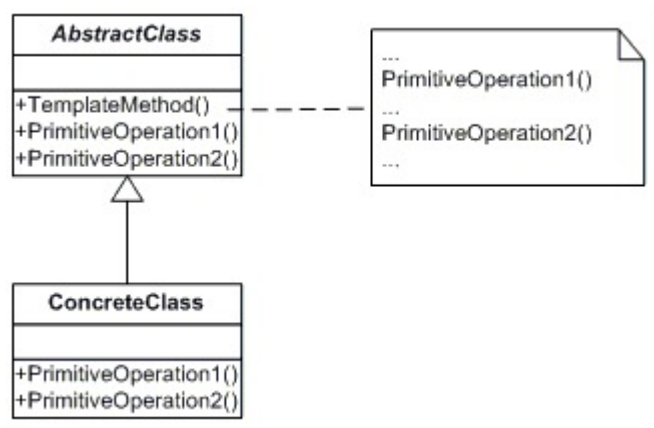 AbstractClass
+TemplateMethod()
+PrimitiveOperation1()
+PrimitiveOperation2()
...
PrimitiveOperation1()
...
PrimitiveOperation2()
...
ConcreteClass
+PrimitiveOperation1()
+PrimitiveOperation2()